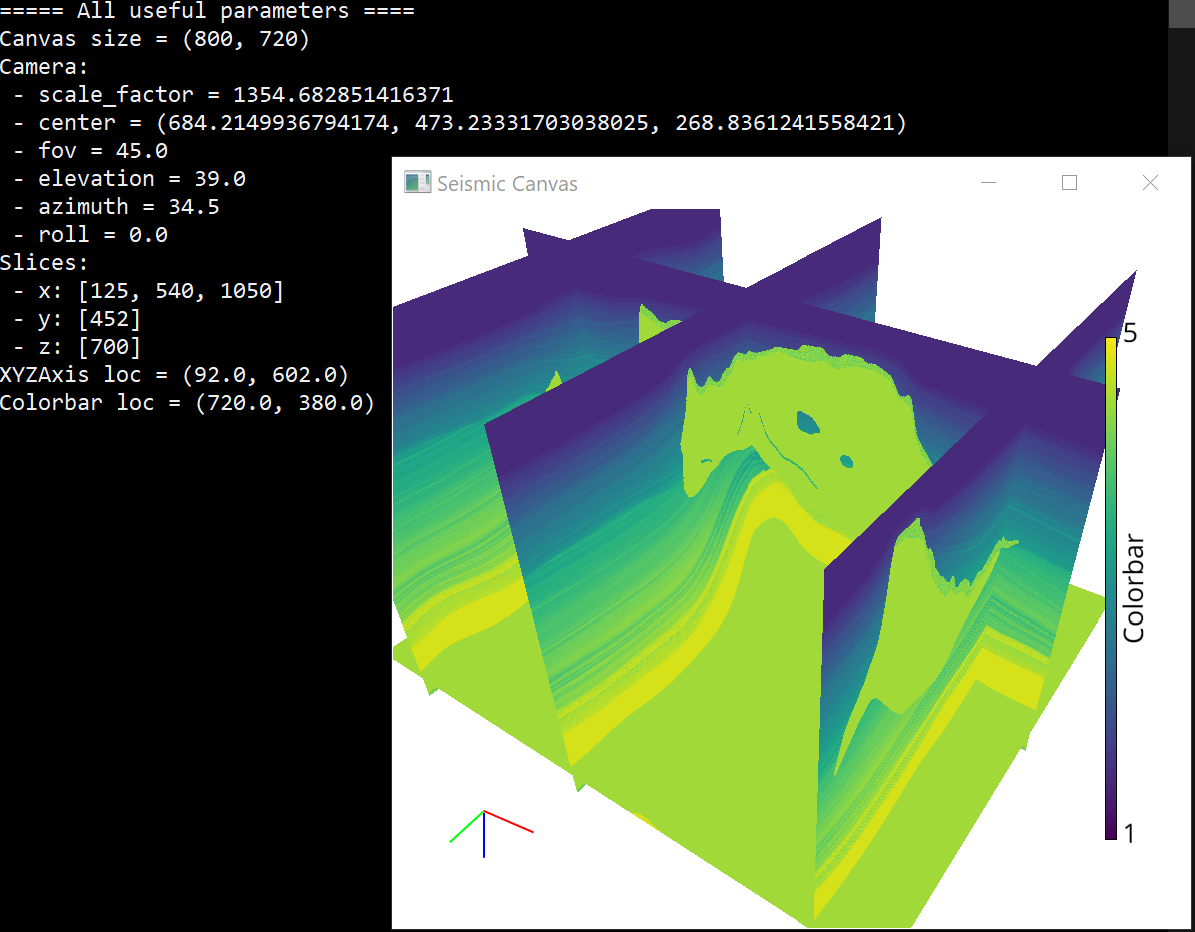 ===== All useful parameters ====
Canvas size = (800, 720)
Camera:
- scale_factor = 1354.682851416371
- center = (684.2149936794174, 473.23331703038025, 268.8361241558421)
- fov = 45.0
- elevation = 39.0
- azimuth = 34.5
- roll = 0.0
Slices:
- x: [125, 540, 1050]
- y: [452]
- z: [700]
XYZAxis loc = (92.0, 602.0)
Colorbar loc = (720.0, 380.0)
Seismic Canvas
5
Colorbar
1